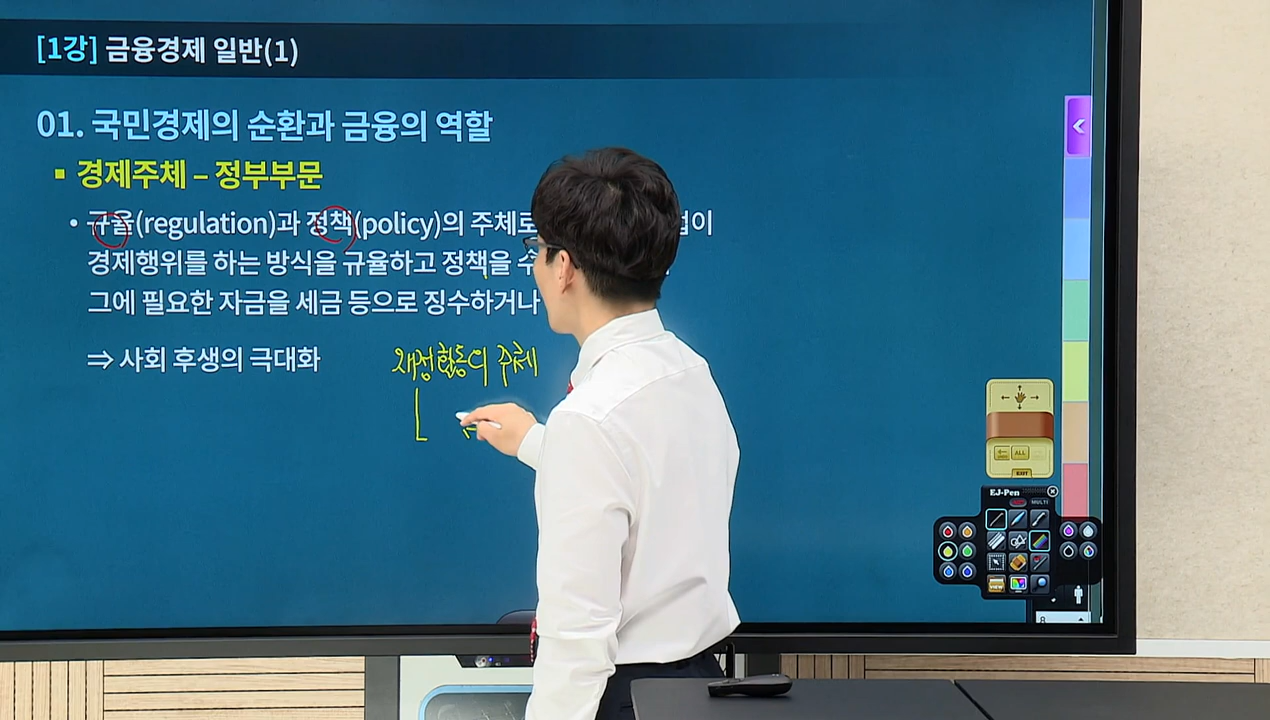 [1강] 금융경제 일반(1)
01. 국민경제의 순환과 금융의 역할
▪ 경제주체 – 정부부문
• 규율(regulation)과 정책(policy)의 주체로 이
경제행위를 하는 방식을 규율하고 정책을
그에 필요한 자금을 세금 등으로 징수하거나
⇒ 사회 후생의 극대화
재정활동의 주체
EJ-Pen
MULTI
ALL
EXIT
VIEW
8